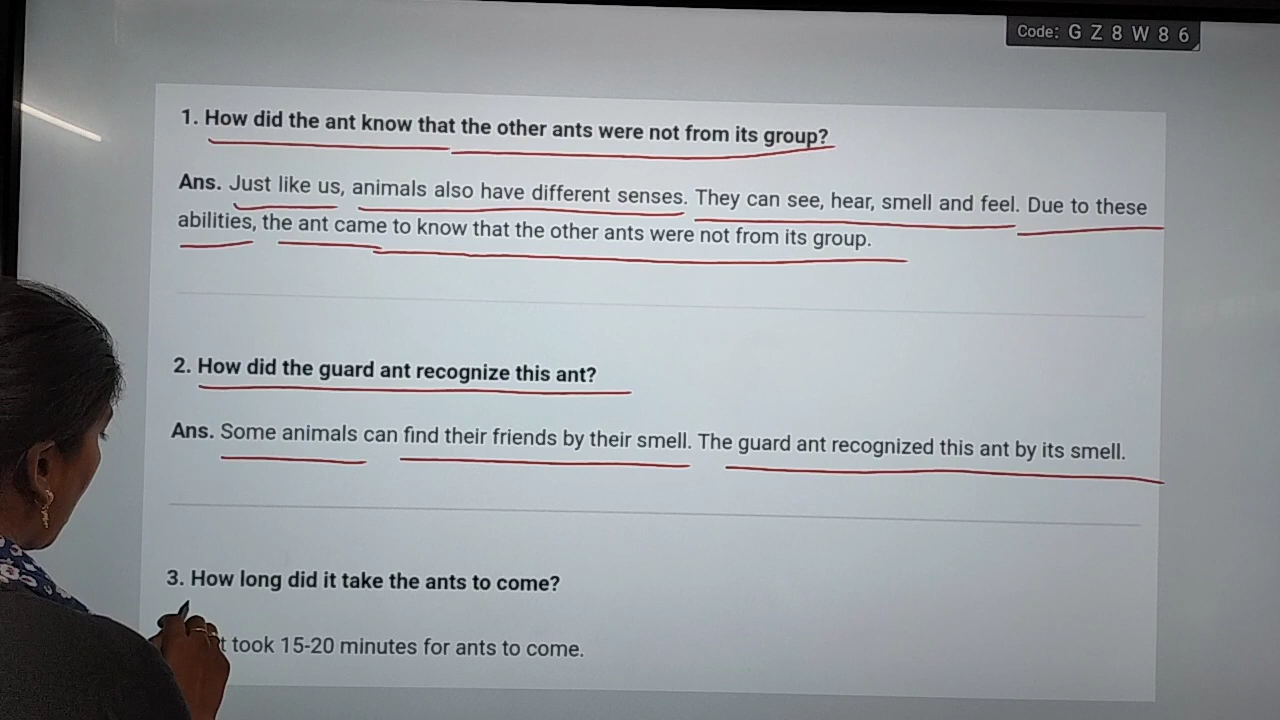 Code: G Z 8 W 8 6
1. How did the ant know that the other ants were not from its group?
Ans. Just like us, animals also have different senses. They can see, hear, smell and feel. Due to these
abilities, the ant came to know that the other ants were not from its group.
2. How did the guard ant recognize this ant?
Ans. Some animals can find their friends by their smell. The guard ant recognized this ant by its smell.
3. How long did it take the ants to come?
took 15-20 minutes for ants to come.